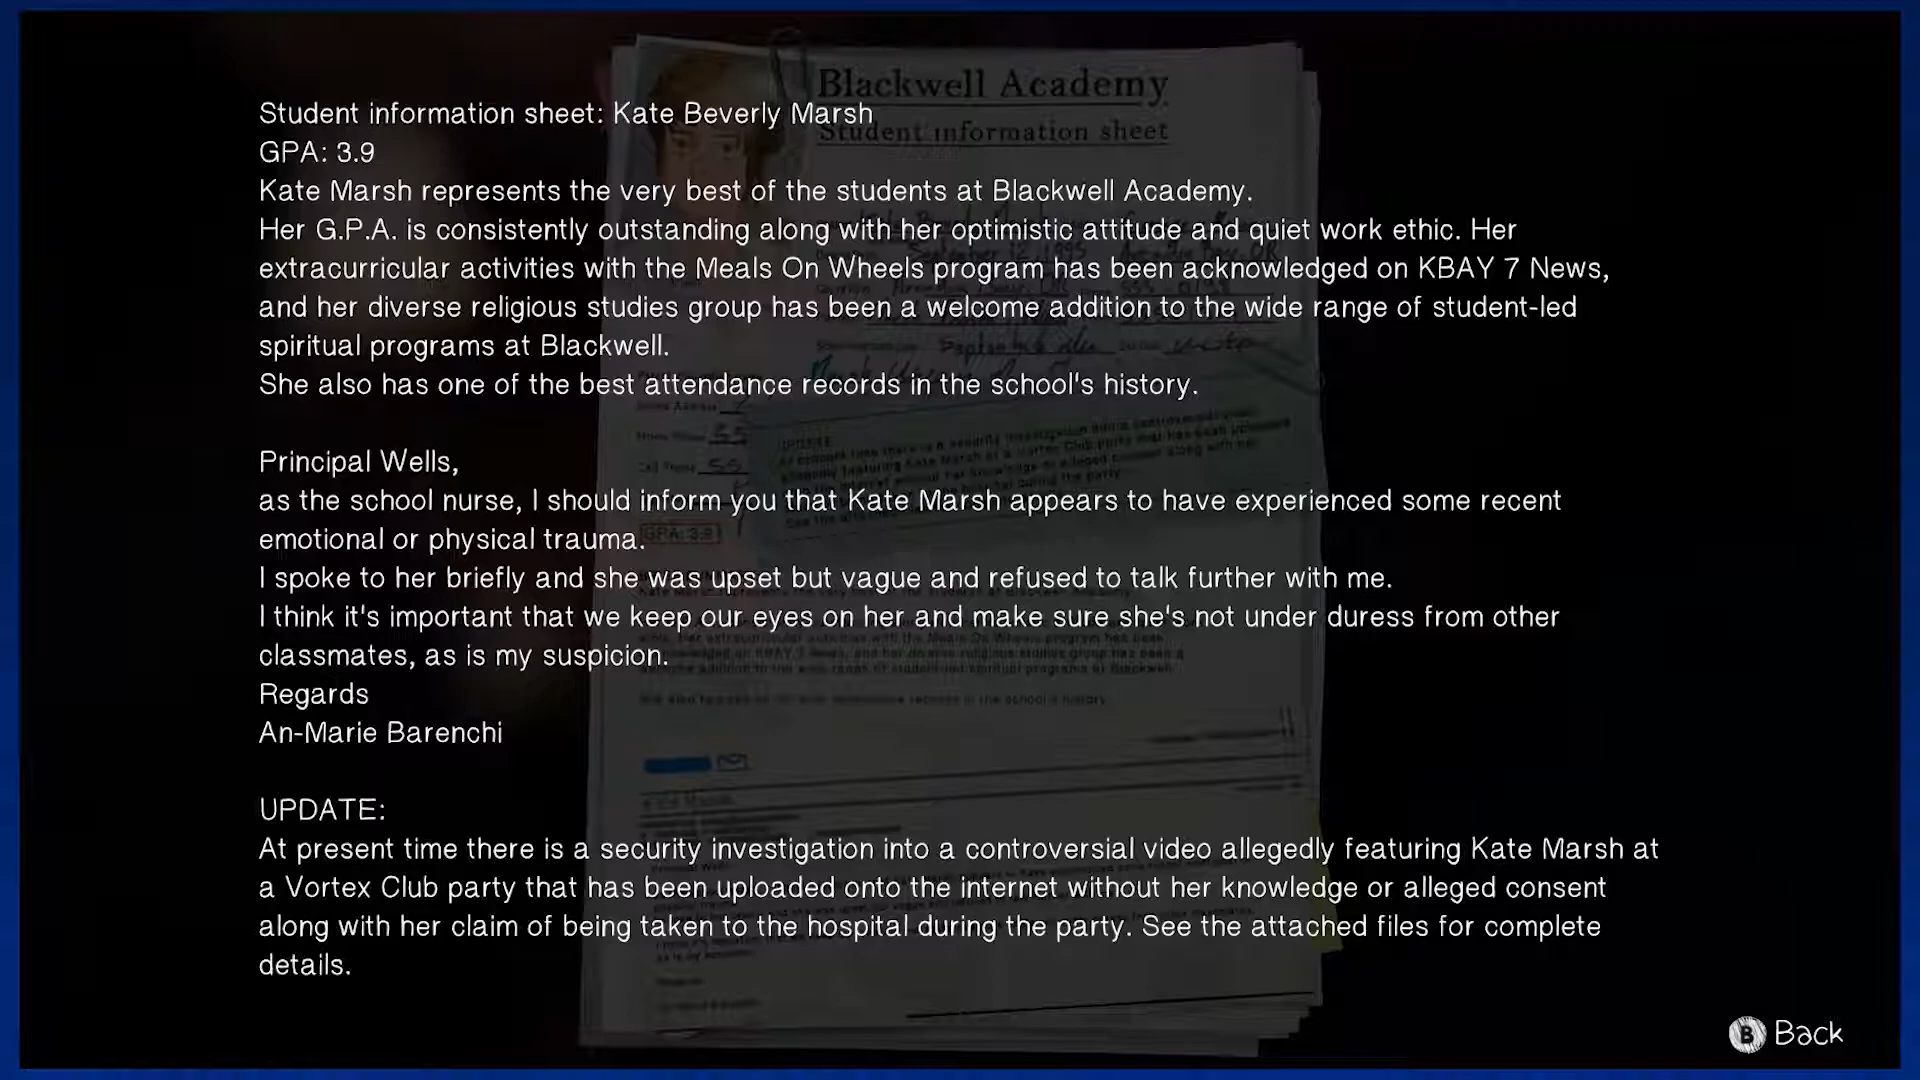 Blackwell Academy
Student information sheet
Student information sheet: Kate Beverly Marsh
GPA: 3.9
Kate Marsh represents the very best of the students at Blackwell Academy.
Her G.P.A. is consistently outstanding along with her optimistic attitude and quiet work ethic. Her
extracurricular activities with the Meals On Wheels program has been acknowledged on KBAY 7 News,
and her diverse religious studies group has been a welcome addition to the wide range of student-led
spiritual programs at Blackwell.
She also has one of the best attendance records in the school's history.
Principal Wells,
as the school nurse, I should inform you that Kate Marsh appears to have experienced some recent
emotional or physical trauma.
GPA: 3.9
I spoke to her briefly and she was upset but vague and refused to talk further with me.
I think it's important that we keep our eyes on her and make sure she's not under duress from other
classmates, as is my suspicion.
Regards
An-Marie Barenchi
UPDATE:
At present time there is a security investigation into a controversial video allegedly featuring Kate Marsh at
a Vortex Club party that has been uploaded onto the internet without her knowledge or alleged consent
along with her claim of being taken to the hospital during the party. See the attached files for complete
details.
B Back